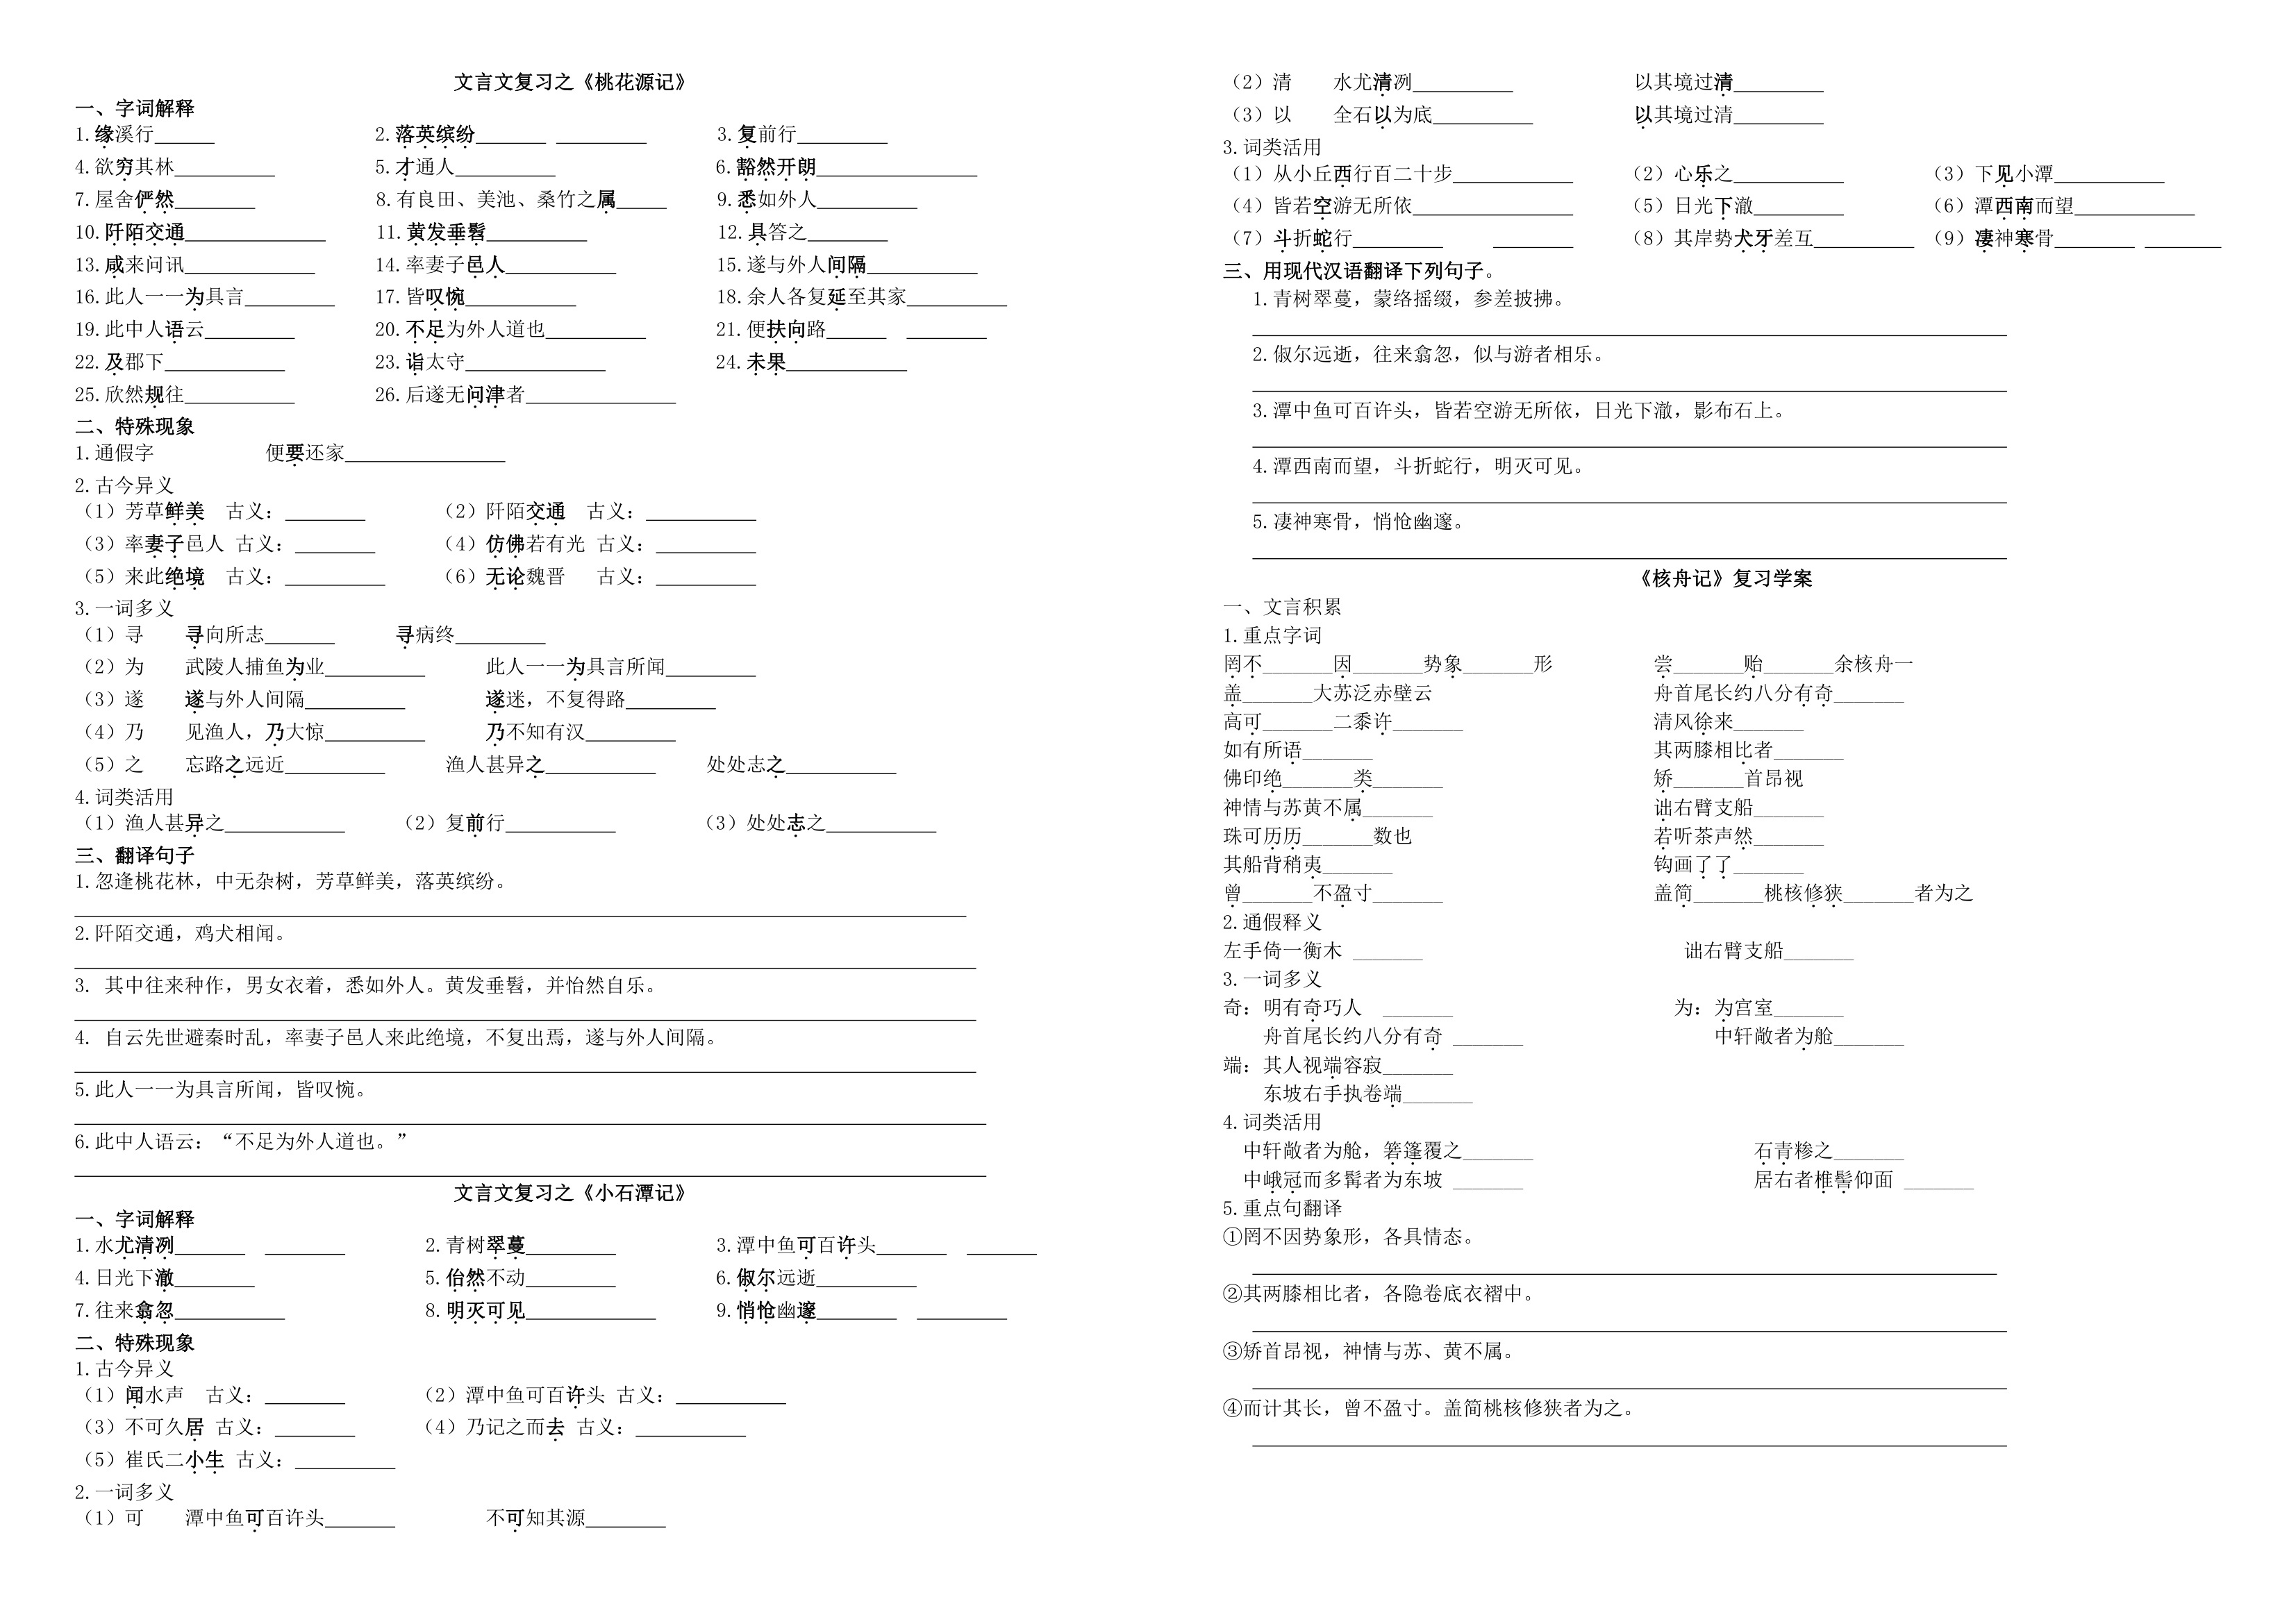 文言文复习之《桃花源记》
一、字词解释
1.缘溪行______ 2.落英缤纷_______ _________ 3.复前行_________
4.欲穷其林__________ 5.才通人__________ 6.豁然开朗________________
7.屋舍俨然________ 8.有良田、美池、桑竹之属_____ 9.悉如外人__________
10.阡陌交通______________ 11.黄发垂髫__________ 12.具答之________
13.咸来问讯_____________ 14.率妻子邑人___________ 15.遂与外人间隔___________
16.此人一一为具言_________ 17.皆叹惋___________ 18.余人各复延至其家__________
19.此中人语云_________ 20.不足为外人道也__________ 21.便扶向路______ ________
22.及郡下____________ 23.诣太守______________ 24.未果____________
25.欣然规往___________ 26.后遂无问津者_______________
二、特殊现象
1.通假字 便要还家________________
2.古今异义
（1）芳草鲜美 古义：________ （2）阡陌交通 古义：___________
（3）率妻子邑人 古义：________ （4）仿佛若有光 古义：__________
（5）来此绝境 古义：__________ （6）无论魏晋 古义：__________
3.一词多义
（1）寻 寻向所志_______ 寻病终_________
（2）为 武陵人捕鱼为业__________ 此人一一为具言所闻_________
（3）遂 遂与外人间隔__________ 遂迷，不复得路_________
（4）乃 见渔人，乃大惊__________ 乃不知有汉_________
（5）之 忘路之远近__________ 渔人甚异之___________ 处处志之___________
4.词类活用
（1）渔人甚异之____________ （2）复前行___________ （3）处处志之___________
三、翻译句子
1.忽逢桃花林，中无杂树，芳草鲜美，落英缤纷。
2.阡陌交通，鸡犬相闻。
3. 其中往来种作，男女衣着，悉如外人。黄发垂髫，并怡然自乐。
4. 自云先世避秦时乱，率妻子邑人来此绝境，不复出焉，遂与外人间隔。
5.此人一一为具言所闻，皆叹惋。
6.此中人语云：“不足为外人道也。”
文言文复习之《小石潭记》
一、字词解释
1.水尤清冽_______ ________ 2.青树翠蔓_________ 3.潭中鱼可百许头_______ _______
4.日光下澈________ 5.佁然不动_________ 6.俶尔远逝__________
7.往来翕忽___________ 8.明灭可见_____________ 9.悄怆幽邃________ _________
二、特殊现象
1.古今异义
（1）闻水声 古义：________ （2）潭中鱼可百许头 古义：___________
（3）不可久居 古义：________ （4）乃记之而去 古义：___________
（5）崔氏二小生 古义：__________
2.一词多义
（1）可 潭中鱼可百许头_______ 不可知其源________
（2）清 水尤清冽__________ 以其境过清_________
（3）以 全石以为底__________ 以其境过清_________
3.词类活用
（1）从小丘西行百二十步____________ （2）心乐之___________ （3）下见小潭___________
（4）皆若空游无所依________________ （5）日光下澈_________ （6）潭西南而望____________
（7）斗折蛇行_________ ________ （8）其岸势犬牙差互__________ （9）凄神寒骨________ ________
三、用现代汉语翻译下列句子。
1.青树翠蔓，蒙络摇缀，参差披拂。
2.俶尔远逝，往来翕忽，似与游者相乐。
3.潭中鱼可百许头，皆若空游无所依，日光下澈，影布石上。
4.潭西南而望，斗折蛇行，明灭可见。
5.凄神寒骨，悄怆幽邃。
《核舟记》复习学案
一、文言积累
1.重点字词
罔不_______因_______势象_______形 尝_______贻_______余核舟一
盖_______大苏泛赤壁云 舟首尾长约八分有奇_______
高可_______二黍许_______ 清风徐来_______
如有所语_______ 其两膝相比者_______
佛印绝_______类_______ 矫_______首昂视
神情与苏黄不属_______ 诎右臂支船_______
珠可历历_______数也 若听茶声然_______
其船背稍夷_______ 钩画了了_______
曾_______不盈寸_______ 盖简_______桃核修狭_______者为之
2.通假释义
左手倚一衡木 _______ 诎右臂支船_______
3.一词多义
奇：明有奇巧人 _______ 为：为宫室_______
舟首尾长约八分有奇 _______ 中轩敞者为舱_______
端：其人视端容寂_______
东坡右手执卷端_______
4.词类活用
中轩敞者为舱，箬篷覆之_______ 石青糁之_______
中峨冠而多髯者为东坡 _______ 居右者椎髻仰面 _______
5.重点句翻译
①罔不因势象形，各具情态。
②其两膝相比者，各隐卷底衣褶中。
③矫首昂视，神情与苏、黄不属。
④而计其长，曾不盈寸。盖简桃核修狭者为之。